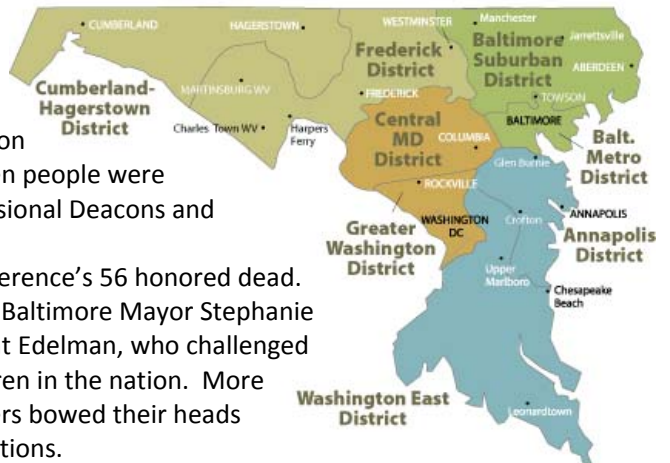 CUMBERLAND
HAGERSTOWN
WESTMINSTER
Manchester
Jarrettsville
ABERDEEN
Frederick
District
Baltimore
Suburban
District
TOWSON
BALTIMORE
Cumberland-
Hagerstown
District
MARTINSBURG WV
Charles Town WV
Harpers
Ferry
FREDERICK
Central
MD
District
COLUMBIA
Balt.
Metro
District
Glen Burnie
ROCKVILLE
Greater
Washington
District
WASHINGTON
DC
Crofton
ANNAPOLIS
Annapolis
District
Upper
Marlboro
Chesapeake
Beach
Washington East
District
Leonardtown
on
en people were
sional Deacons and
erence's 56 honored dead.
Baltimore Mayor Stephanie
t Edelman, who challenged
ren in the nation. More
ers bowed their heads
tions.